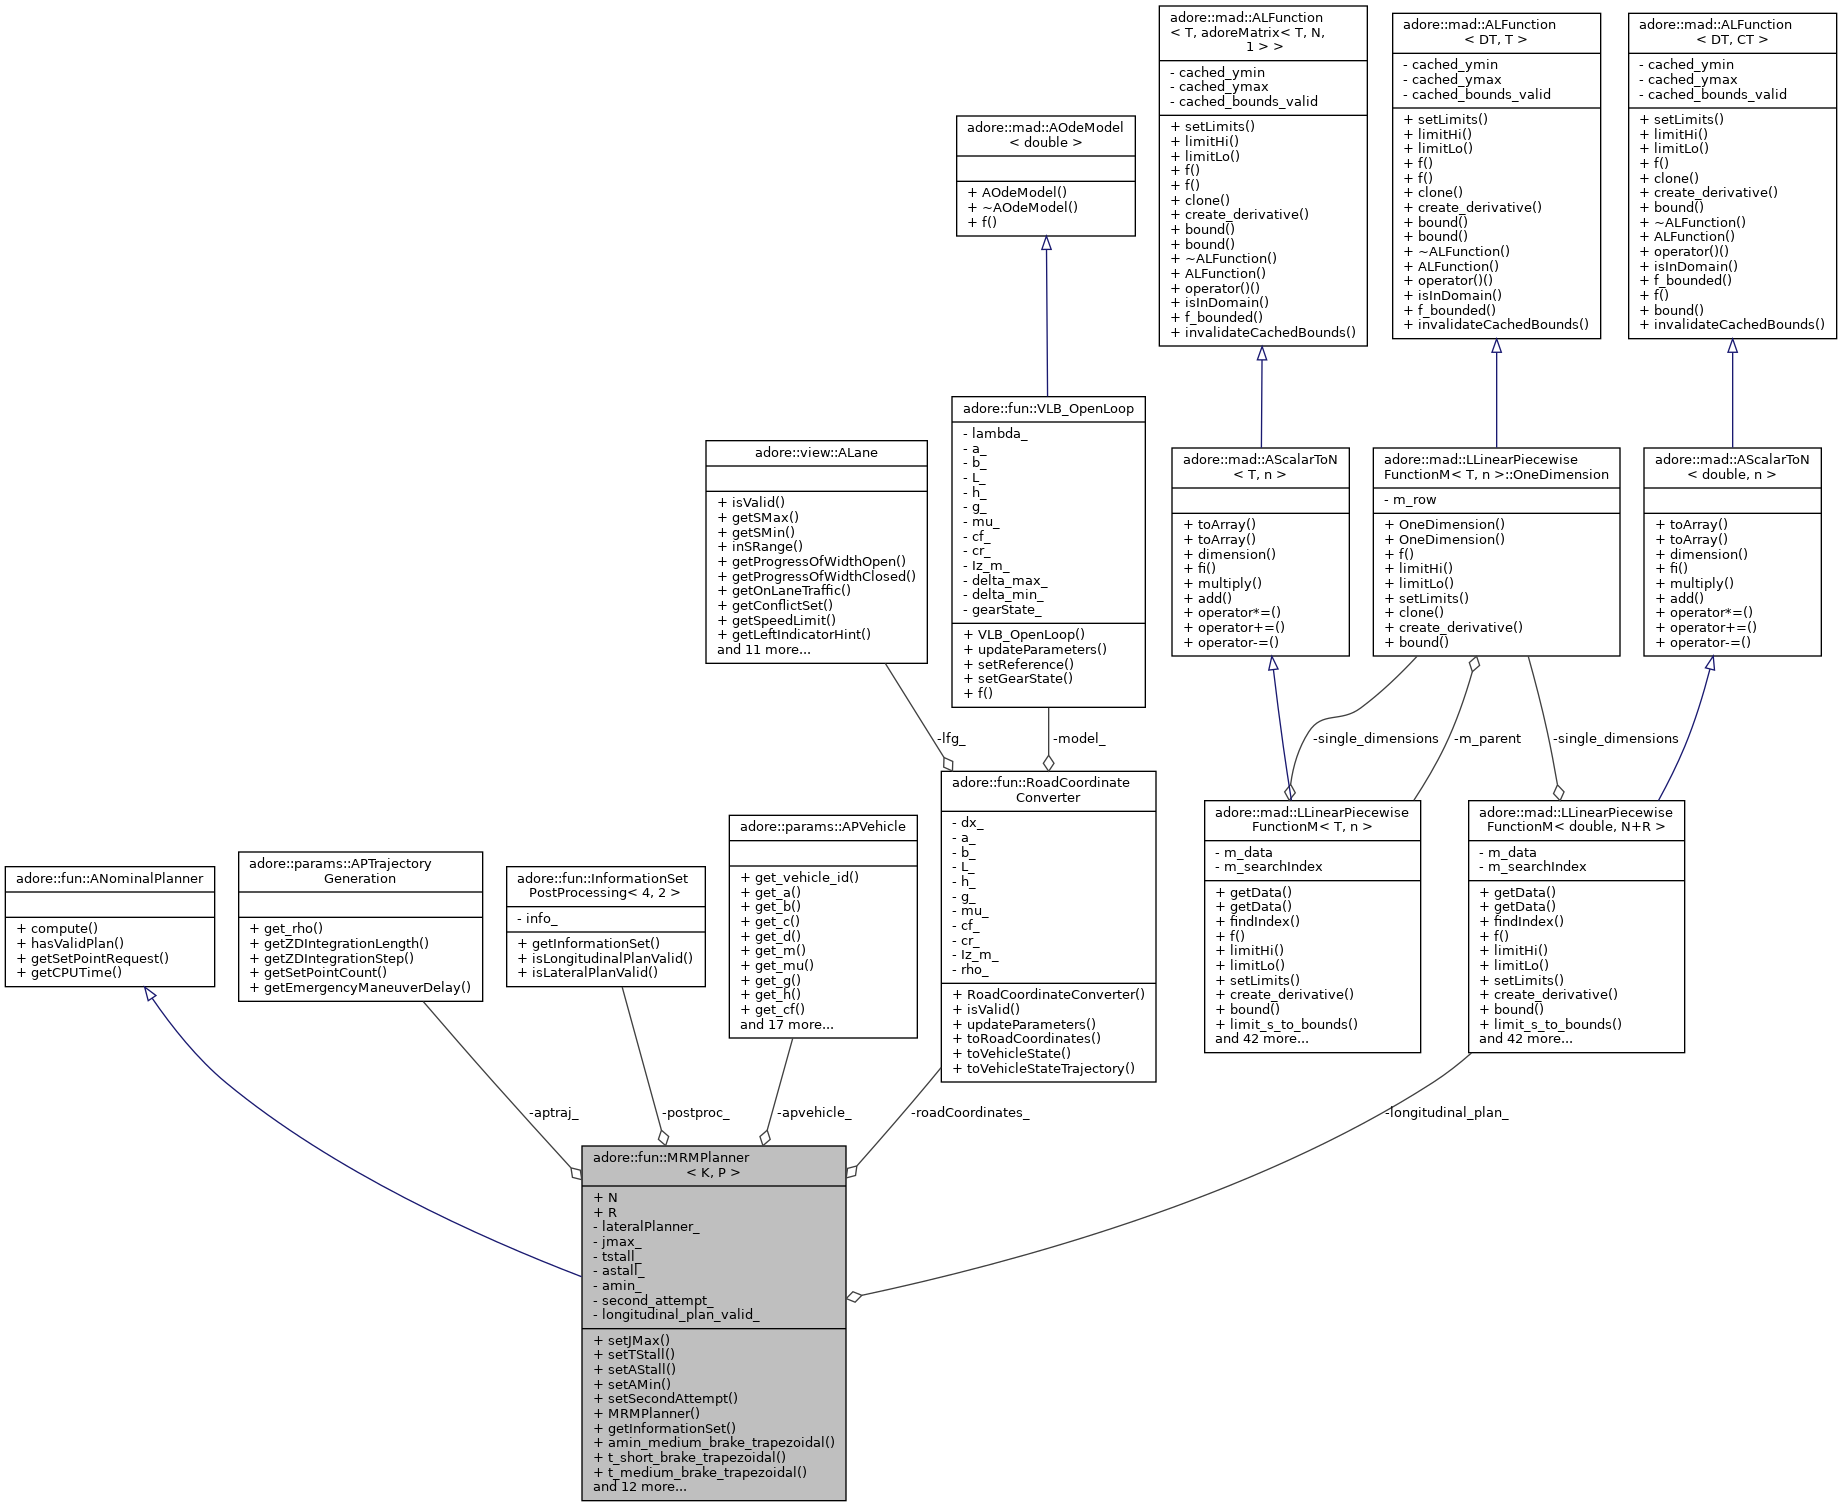 adore::mad::ALFunction
< T, adoreMatrix< T, N,
1 > >
- cached_ymin
- cached_ymax
- cached_bounds_valid
+ setLimits()
+ limitHi()
+ limitLo()
+ f()
+ f()
+ clone()
+ create_derivative()
+ bound()
+ bound()
+ ~ALFunction()
+ ALFunction()
+ operator()()
+ isInDomain()
+ f_bounded()
+ invalidateCachedBounds()
adore::mad::ALFunction
< DT, T >
- cached_ymin
- cached_ymax
- cached_bounds_valid
+ setLimits()
+ limitHi()
+ limitLo()
+ f()
+ f()
+ clone()
+ create_derivative()
+ bound()
+ bound()
+ ~ALFunction()
+ ALFunction()
+ operator()()
+ isInDomain()
+ f_bounded()
+ invalidateCachedBounds()
adore::mad::ALFunction
< DT, CT >
- cached_ymin
- cached_ymax
- cached_bounds_valid
+ setLimits()
+ limitHi()
+ limitLo()
+ f()
+ clone()
+ create_derivative()
+ bound()
+ ~ALFunction()
+ ALFunction()
+ operator()()
+ isInDomain()
+ f_bounded()
+ f()
+ bound()
+ invalidateCachedBounds()
adore::mad::AOdeModel
< double >
+ AOdeModel()
+ ~AOdeModel()
+ f()
adore::view::ALane
+ isValid()
+ getSMax()
+ getSMin()
+ inSRange()
+ getProgressOfWidthOpen()
+ getProgressOfWidthClosed()
+ getOnLaneTraffic()
+ getConflictSet()
+ getSpeedLimit()
+ getLeftIndicatorHint()
and 11 more...
adore::fun::VLB_OpenLoop
- lambda_
- a_
- b_
- L_
- h_
- g_
- mu_
- cf_
- cr_
- Iz_m_
- delta_max_
- delta_min_
- gearState_
+ VLB_OpenLoop()
+ updateParameters()
+ setReference()
+ setGearState()
+ f()
adore::mad::AScalarToN
< T, n >
+ toArray()
+ toArray()
+ dimension()
+ fi()
+ multiply()
+ add()
+ operator*=()
+ operator+=()
+ operator-=()
adore::mad::LLinearPiecewise
FunctionM< T, n >::OneDimension
- m_row
+ OneDimension()
+ OneDimension()
+ f()
+ limitHi()
+ limitLo()
+ setLimits()
+ clone()
+ create_derivative()
+ bound()
adore::mad::AScalarToN
< double, n >
+ toArray()
+ toArray()
+ dimension()
+ fi()
+ multiply()
+ add()
+ operator*=()
+ operator+=()
+ operator-=()
-lfg_
-model_
-single_dimensions
-m_parent
-single_dimensions
adore::fun::ANominalPlanner
+ compute()
+ hasValidPlan()
+ getSetPointRequest()
+ getCPUTime()
adore::params::APTrajectory
Generation
+ get_rho()
+ getZDIntegrationLength()
+ getZDIntegrationStep()
+ getSetPointCount()
+ getEmergencyManeuverDelay()
adore::fun::InformationSet
PostProcessing< 4, 2 >
- info_
+ getInformationSet()
+ isLongitudinalPlanValid()
+ isLateralPlanValid()
adore::params::APVehicle
+ get_vehicle_id()
+ get_a()
+ get_b()
+ get_c()
+ get_d()
+ get_m()
+ get_mu()
+ get_g()
+ get_h()
+ get_cf()
and 17 more...
adore::fun::RoadCoordinate
Converter
- dx_
- a_
- b_
- L_
- h_
- g_
- mu_
- cf_
- cr_
- Iz_m_
- rho_
+ RoadCoordinateConverter()
+ isValid()
+ updateParameters()
+ toRoadCoordinates()
+ toVehicleState()
+ toVehicleStateTrajectory()
adore::mad::LLinearPiecewise
FunctionM< T, n >
- m_data
- m_searchIndex
+ getData()
+ getData()
+ findIndex()
+ f()
+ limitHi()
+ limitLo()
+ setLimits()
+ create_derivative()
+ bound()
+ limit_s_to_bounds()
and 42 more...
adore::mad::LLinearPiecewise
FunctionM< double, N+R >
- m_data
- m_searchIndex
+ getData()
+ getData()
+ findIndex()
+ f()
+ limitHi()
+ limitLo()
+ setLimits()
+ create_derivative()
+ bound()
+ limit_s_to_bounds()
and 42 more...
-aptraj_
-postproc_
-apvehicle_
-roadCoordinates_
-longitudinal_plan_
adore::fun::MRMPlanner
< K, P >
+ N
+ R
- lateralPlanner_
- jmax_
- tstall_
- astall_
- amin_
- second_attempt_
- longitudinal_plan_valid_
+ setJMax()
+ setTStall()
+ setAStall()
+ setAMin()
+ setSecondAttempt()
+ MRMPlanner()
+ getInformationSet()
+ amin_medium_brake_trapezoidal()
+ t_short_brake_trapezoidal()
+ t_medium_brake_trapezoidal()
and 12 more...